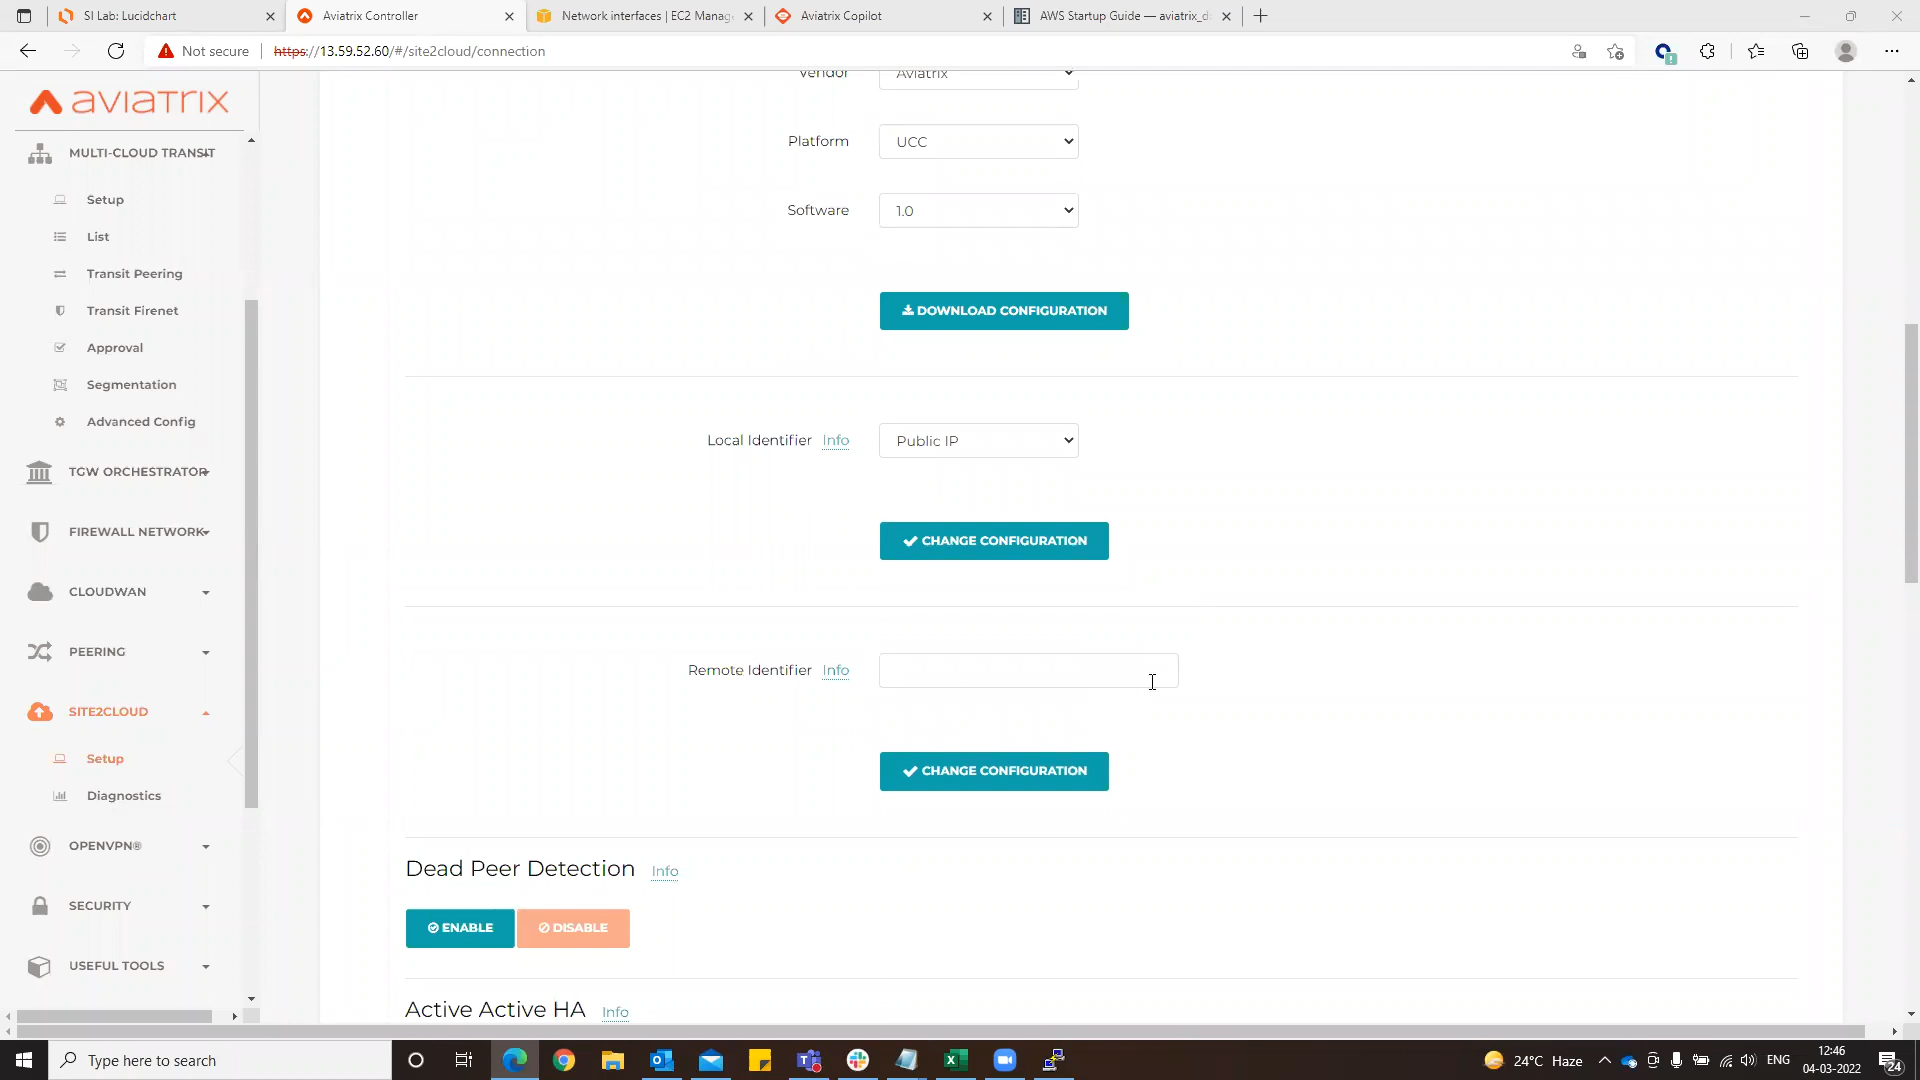 SI Lab: Lucidchart
Aviatrix Controller
Network interfaces | EC2 Manag
Aviatrix Copilot
AWS Startup Guide — aviatrix_d
Not secure
https://13.59.52.60/#/site2cloud/connection
aviatrix
MULTI-CLOUD TRANSIT
Setup
List
Transit Peering
Transit Firenet
Approval
Segmentation
Advanced Config
TGW ORCHESTRATOR
FIREWALL NETWORK
CLOUDWAN
PEERING
SITE2CLOUD
Setup
Diagnostics
OPENVPN®
SECURITY
USEFUL TOOLS
Vendor
Aviatrix
Platform
UCC
Software
1.0
DOWNLOAD CONFIGURATION
Local Identifier Info
Public IP
CHANGE CONFIGURATION
Remote Identifier Info
CHANGE CONFIGURATION
Dead Peer Detection Info
ENABLE
DISABLE
Active Active HA Info
Type here to search
24°C Haze
ENG
12:46
04-03-2022
24